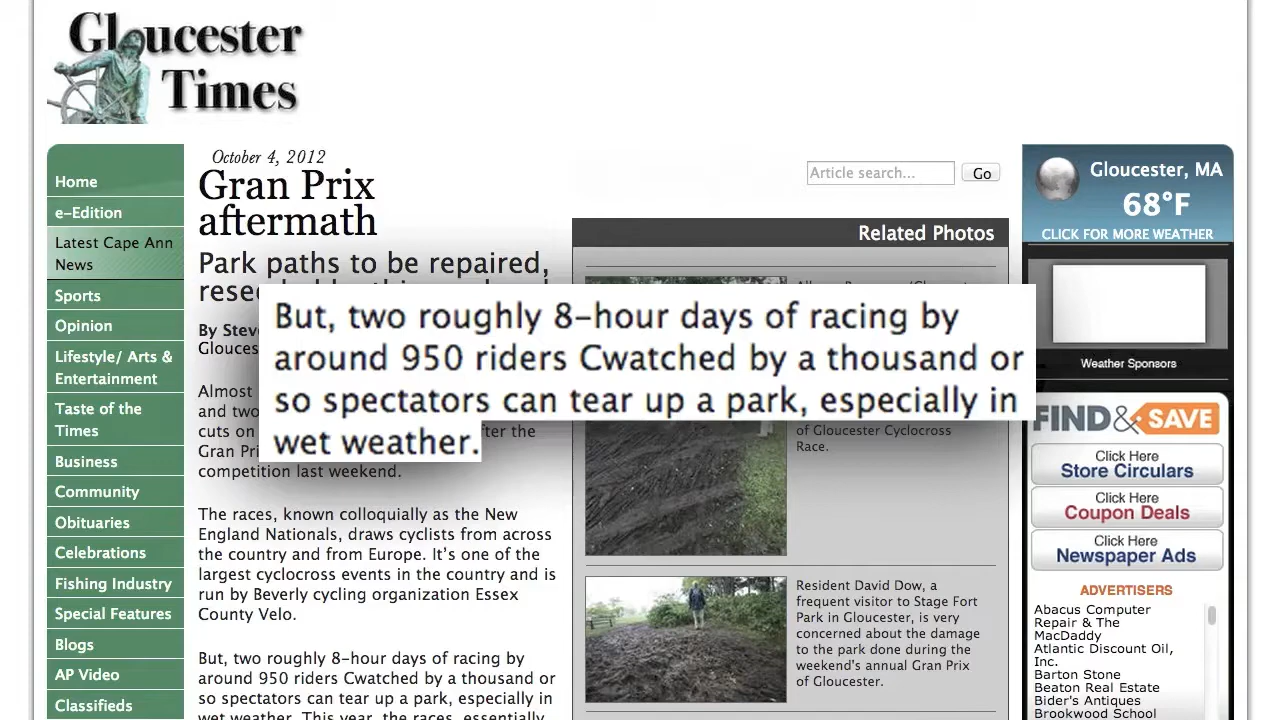 Gloucester
Times
Home
e-Edition
Latest Cape Ann
News
Sports
Opinion
Lifestyle/ Arts &
Entertainment
Taste of the
Times
Business
Community
Obituaries
Celebrations
Fishing Industry
Special Features
Blogs
AP Video
Classifieds
October 4, 2012
Gran Prix
aftermath
Park paths to be repaired,
By Steve
Almost
and two
cuts on
Gran Pri
competition last weekend.
But, two roughly 8-hour days of racing by
around 950 riders Cwatched by a thousand or
so spectators can tear up a park, especially in
wet weather.
The races, known colloquially as the New
England Nationals, draws cyclists from across
the country and from Europe. It's one of the
largest cyclocross events in the country and is
run by Beverly cycling organization Essex
County Velo.
But, two roughly 8-hour days of racing by
around 950 riders Cwatched by a thousand or
so spectators can tear up a park, especially in
wet weather. This year, the races, essentially
Article search...
Go
Related Photos
of Gloucester Cyclocross
Race.
Resident David Dow, a
frequent visitor to Stage Fort
Park in Gloucester, is very
concerned about the damage
to the park done during the
weekend's annual Gran Prix
of Gloucester.
Gloucester, MA
68°F
CLICK FOR MORE WEATHER
Weather Sponsors
FIND & SAVE
Click Here
Store Circulars
Click Here
Coupon Deals
Click Here
Newspaper Ads
ADVERTISERS
Abacus Computer
Repair & The
MacDaddy
Atlantic Discount Oil,
Inc.
Barton Stone
Beaton Real Estate
Bider's Antiques
Brookwood School